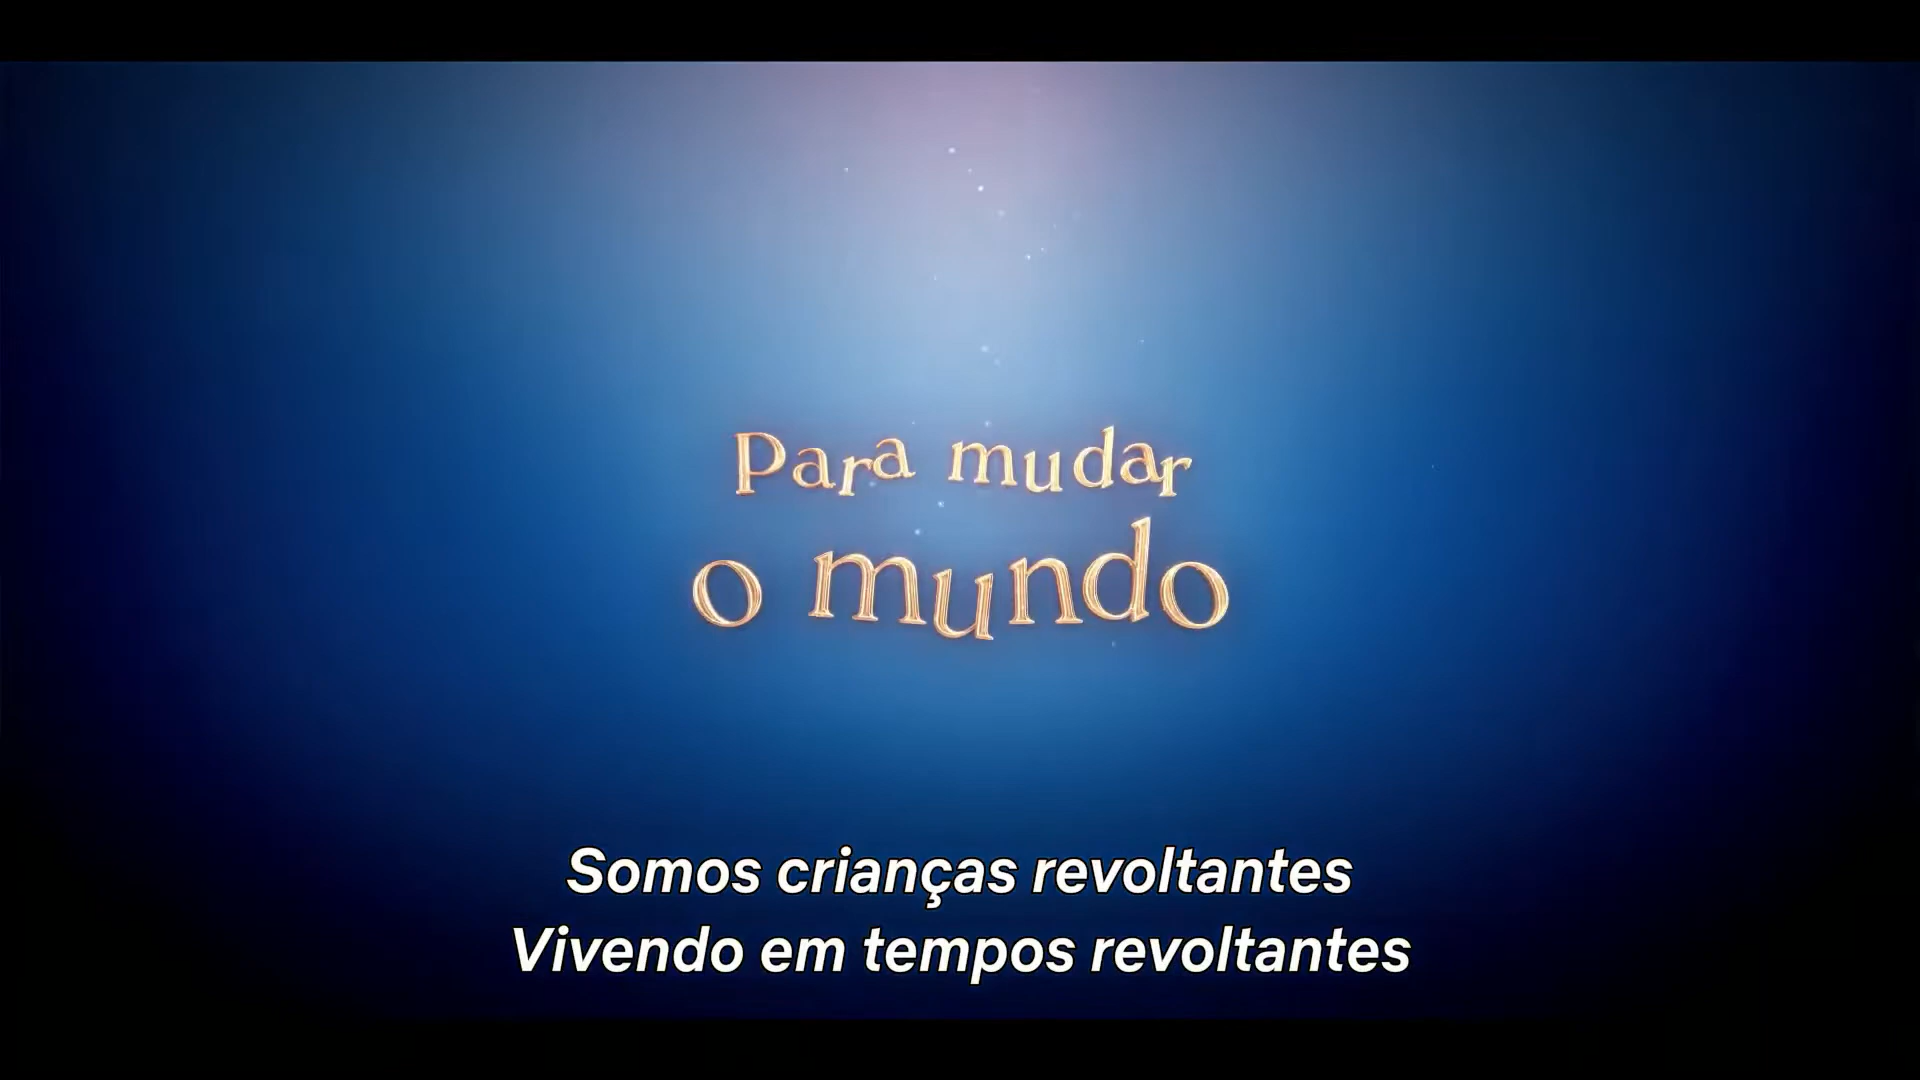 Para mudar
o mundo
Somos crianças revoltantes
Vivendo em tempos revoltantes